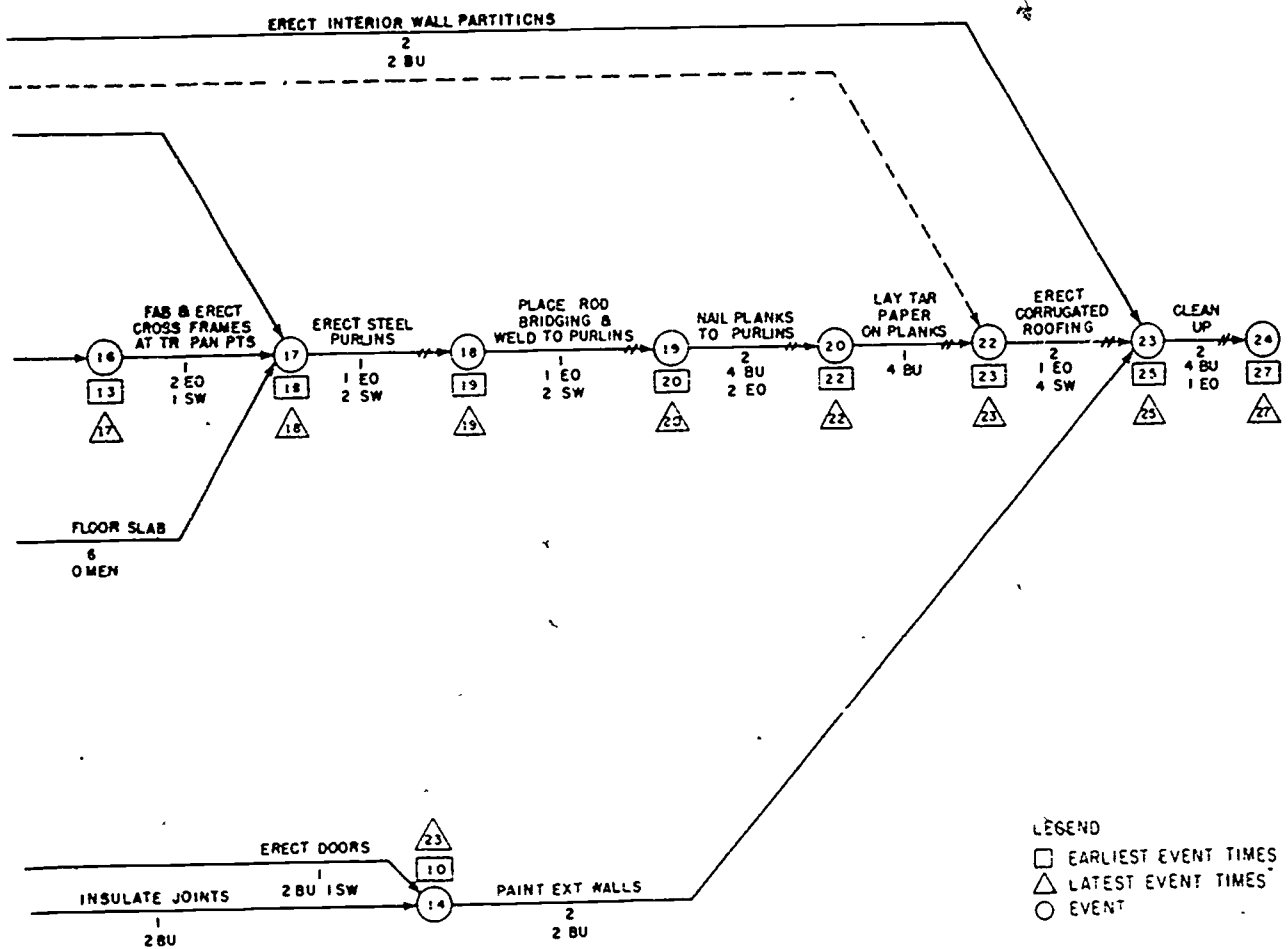 ERECT INTERIOR WALL PARTITICNS
2
2 BU
FAB & ERECT
CROSS FRAMES
AT TR PAN PTS
1
2 EO
1 SW
ERECT STEEL
PURLINS
1
1 EO
2 SW
PLACE ROD
BRIDGING &
WELD TO PURLINS
1
1 EO
2 SW
NAIL PLANKS
TO PURLINS
2
4 BU
2 EO
LAY TAR
PAPER
ON PLANKS
1
4 BU
ERECT
CORRUGATED
ROOFING
2
1 EO
4 SW
CLEAN
UP
2
4 BU
1 EO
16 17 18 19 20 22 23 24
13 18 19 20 22 23 25 27
17 18 19 20 22 23 25 27
FLOOR SLAB
6
0 MEN
23
10
14
ERECT DOORS
1
2 BU 1 SW
INSULATE JOINTS
1
2 BU
PAINT EXT WALLS
2
2 BU
LEGEND
EARLIEST EVENT TIMES
LATEST EVENT TIMES
EVENT